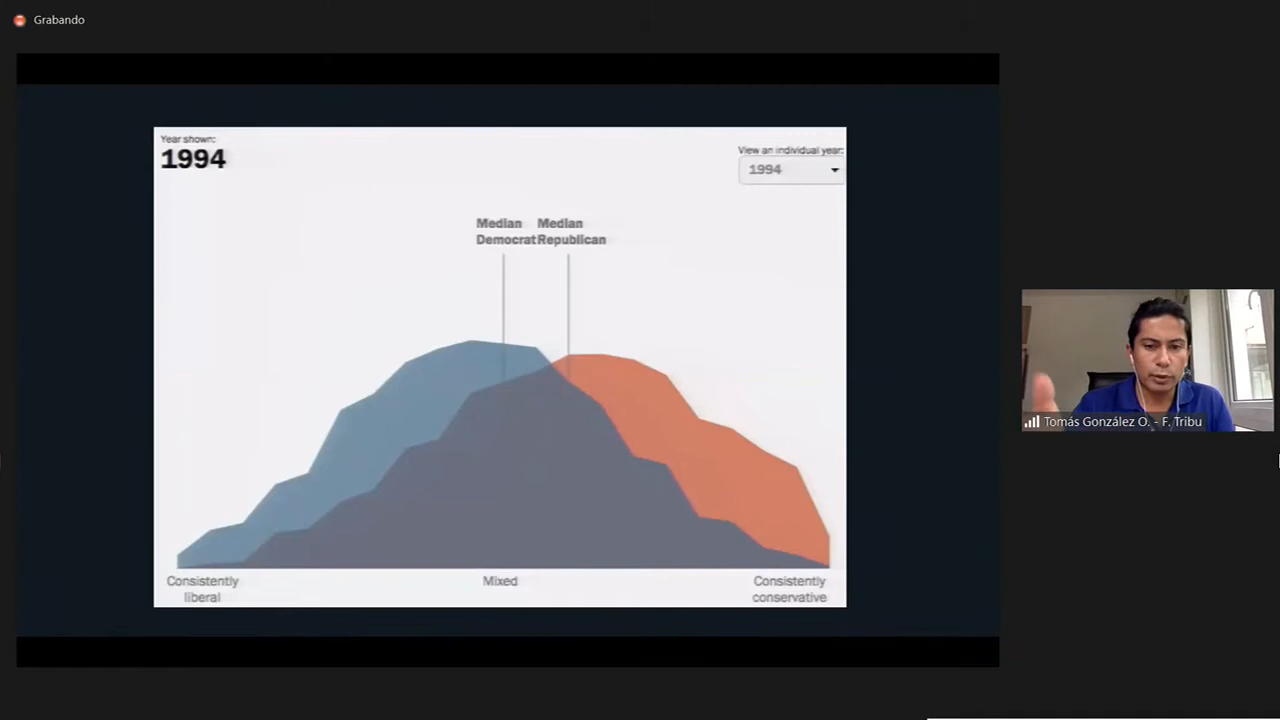 Grabando
Year shown:
1994
View an individual year:
1994
Median Median
Democrat Republican
Consistently
liberal
Mixed
Consistently
conservative
Tomás González O. - F. Tribu